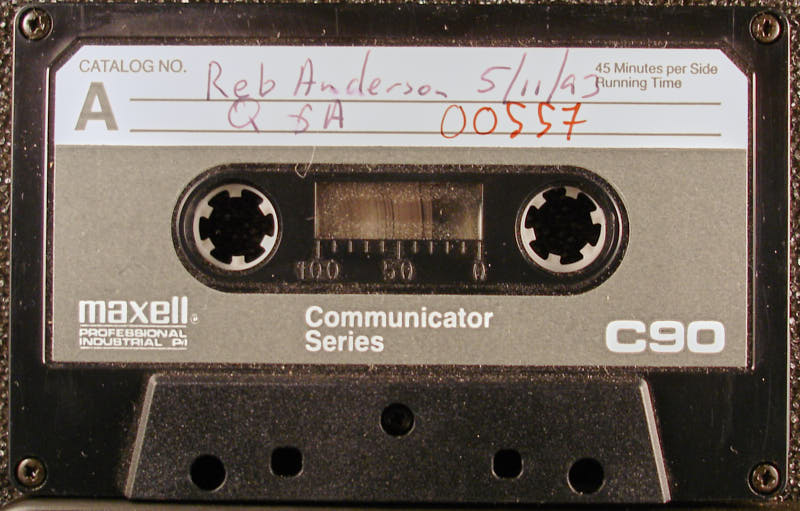 CATALOG NO. Reb Anderson 5/11/93 45 Minutes per Side
A Running Time
Q & A 00557
100 50 0
maxell®
PROFESSIONAL
INDUSTRIAL P•I
Communicator
Series
C90